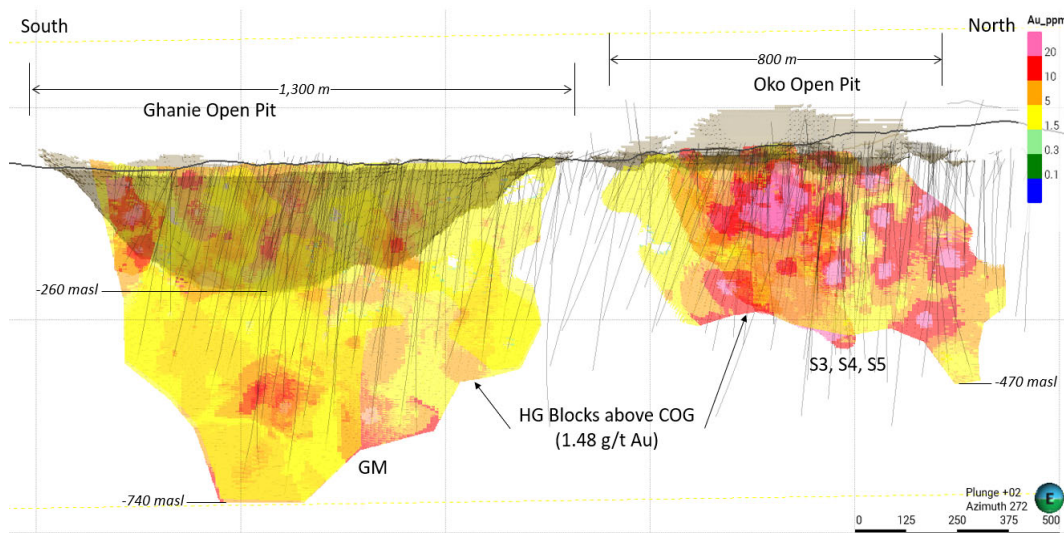 South
North
Au_ppm
1,300 m
800 m
Ghanie Open Pit
Oko Open Pit
20
10
5
1.5
0.3
0.1
-260 masl
S3, S4, S5
-470 masl
HG Blocks above COG
(1.48 g/t Au)
GM
-740 masl
Plunge +02
Azimuth 272
E
0 125 250 375 500